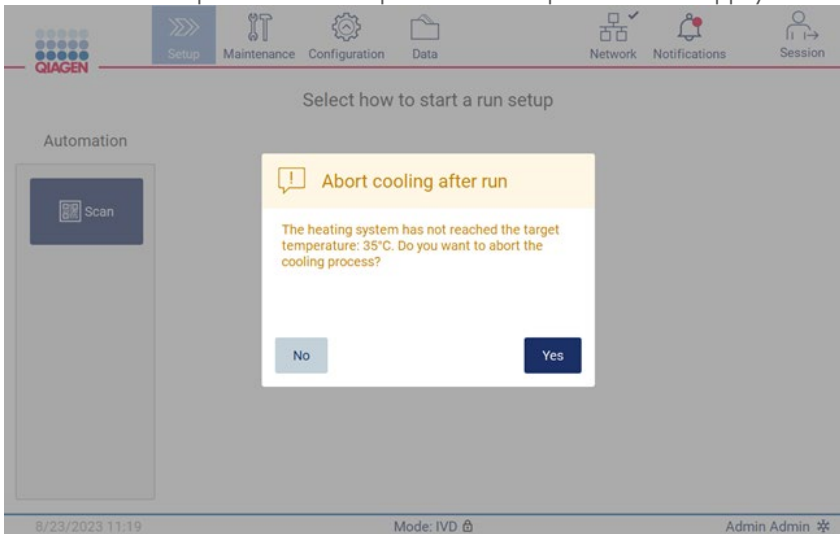 QIAGEN
Setup
Maintenance
Configuration
Data
Network
Notifications
Session
Select how to start a run setup
Automation
Scan
Abort cooling after run
The heating system has not reached the target
temperature: 35°C. Do you want to abort the
cooling process?
No
Yes
8/23/2023 11:19
Mode: IVD
Admin Admin